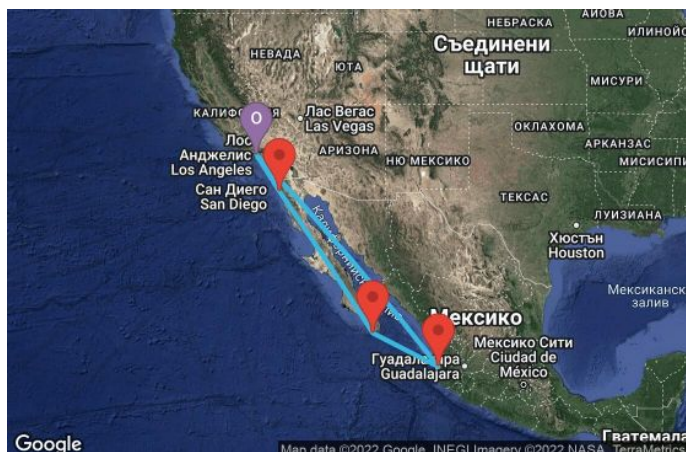 АЙОВА
НЕБРАСКА
ИЛИНОЙС
Съединени
щати
НЕВАДА
ЮТА
МИСУРИ
КАЛИФОРНИЯ
Лас Вегас
Las Vegas
О
ОКЛАХОМА
АРКАНЗАС
Лос
Анджелис
Los Angeles
АРИЗОНА
НЮ МЕКСИКО
МИСИСИПИ
Сан Диего
San Diego
ТЕКСАС
ЛУИЗИАНА
Хюстън
Houston
Мексикански
залив
Мексико
Гуадалахара
Guadalajara
Мексико Сити
Ciudad de
México
Гватемала
Google
Map data ©2022 Google, INEGI Imagery ©2022 NASA, TerraMetrics